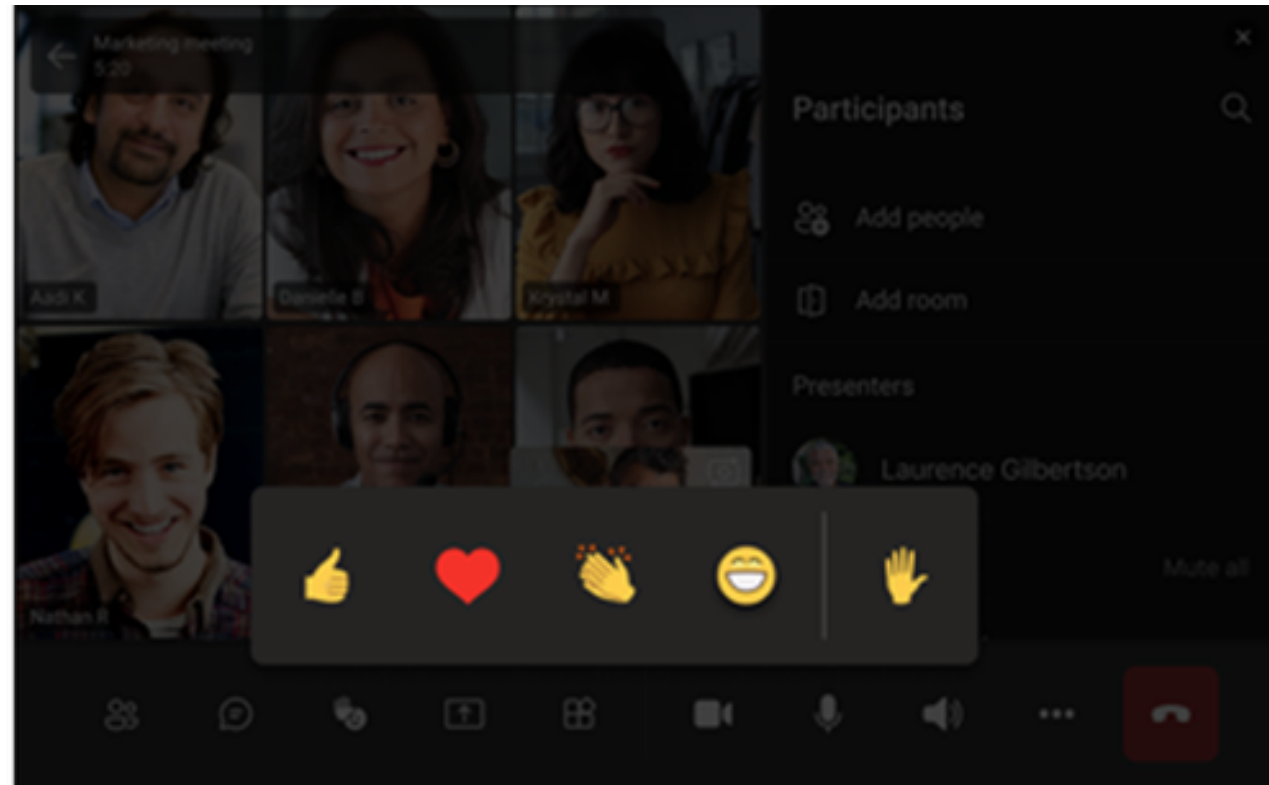 Marketing meeting
5:20
Participants
Add people
Aadi K
Danielle B
Krystal M
Add room
Presenters
Laurence Gilbertson
Mute all
Nathan R